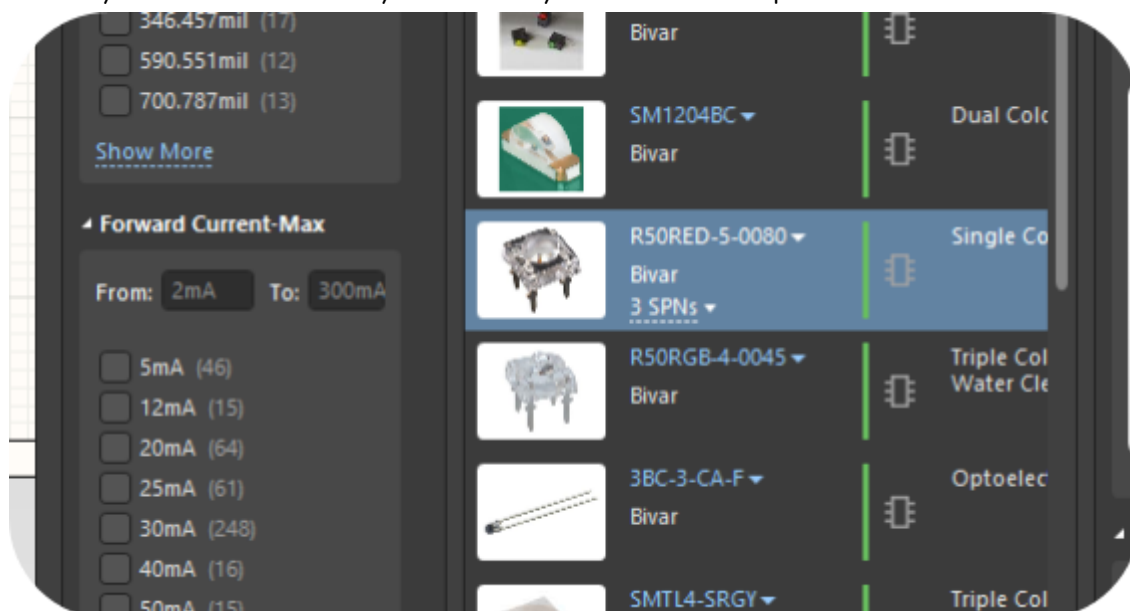 346.457mil (17)
590.551mil (12)
700.787mil (13)
Show More
Forward Current-Max
From: 2mA To: 300mA
5mA (46)
12mA (15)
20mA (64)
25mA (61)
30mA (248)
40mA (16)
50mA (15)
Bivar
SM1204BC
Bivar
Dual Colo
R50RED-5-0080
Bivar
3 SPNs
Single Co
R50RGB-4-0045
Bivar
Triple Col
Water Cle
3BC-3-CA-F
Bivar
Optoelec
SMTL4-SRGY
Triple Col